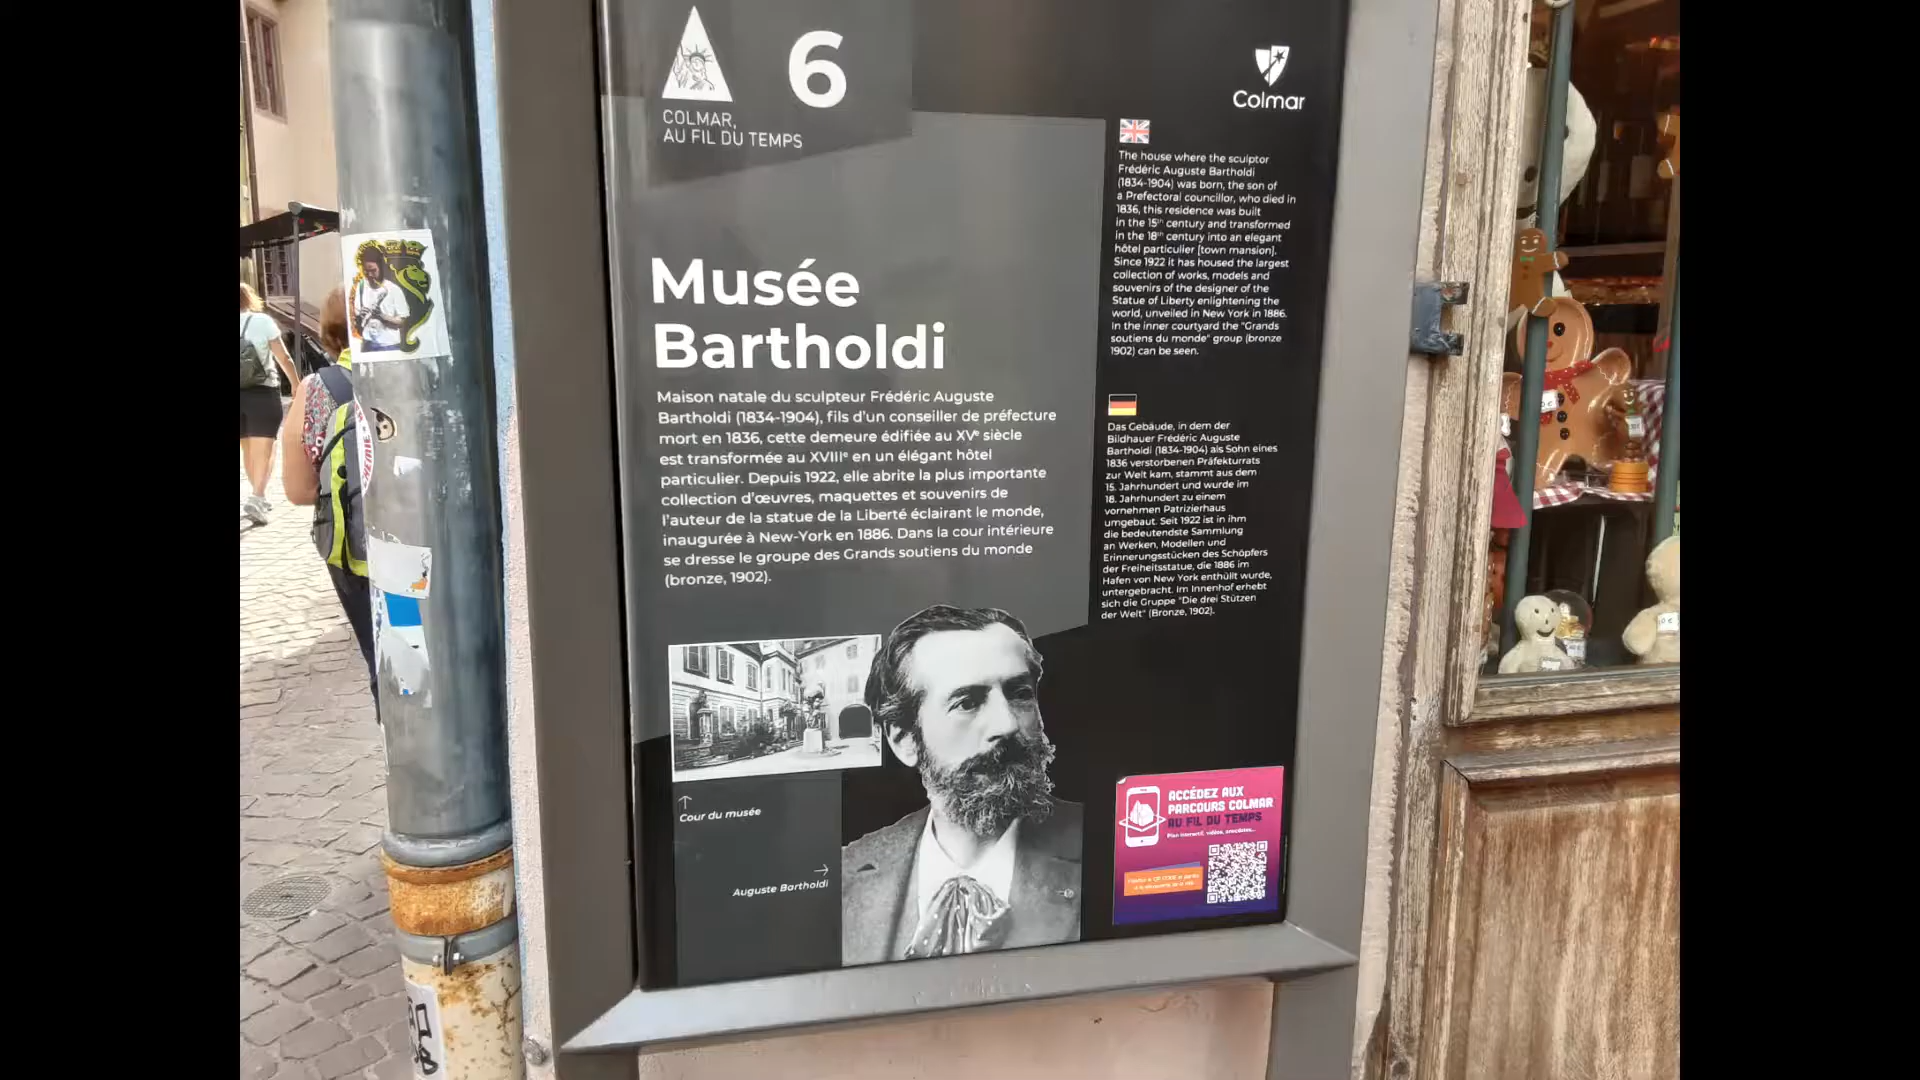 6
COLMAR,
AU FIL DU TEMPS
Colmar
Musée
Bartholdi
Maison natale du sculpteur Frédéric Auguste
Bartholdi (1834-1904), fils d'un conseiller de préfecture
mort en 1836, cette demeure édifiée au XVe siècle
est transformée au XVIIIe en un élégant hôtel
particulier. Depuis 1922, elle abrite la plus importante
collection d'œuvres, maquettes et souvenirs de
l'auteur de la statue de la Liberté éclairant le monde,
inaugurée à New-York en 1886. Dans la cour intérieure
se dresse le groupe des Grands soutiens du monde
(bronze, 1902).
The house where the sculptor
Frédéric Auguste Bartholdi
(1834-1904) was born, the son of
a Prefectoral councillor, who died in
1836, this residence was built
in the 15th century and transformed
in the 18th century into an elegant
hôtel particulier [town mansion].
Since 1922 it has housed the largest
collection of works, models and
souvenirs of the designer of the
Statue of Liberty enlightening the
world, unveiled in New York in 1886.
In the inner courtyard the "Grands
soutiens du monde" group (bronze
1902) can be seen.
Das Gebäude, in dem der
Bildhauer Frédéric Auguste
Bartholdi (1834-1904) als Sohn eines
1836 verstorbenen Präfekturrats
zur Welt kam, stammt aus dem
15. Jahrhundert und wurde im
18. Jahrhundert zu einem
vornehmen Patrizierhaus
umgebaut. Seit 1922 ist in ihm
die bedeutendste Sammlung
an Werken, Modellen und
Erinnerungsstücken des Schöpfers
der Freiheitsstatue, die 1886 im
Hafen von New York enthüllt wurde,
untergebracht. Im Innenhof erhebt
sich die Gruppe "Die drei Stützen
der Welt" (Bronze, 1902).
Cour du musée
Auguste Bartholdi
ACCÉDEZ AUX
PARCOURS COLMAR
AU FIL DU TEMPS
Plan interactif, vidéos, anecdotes...